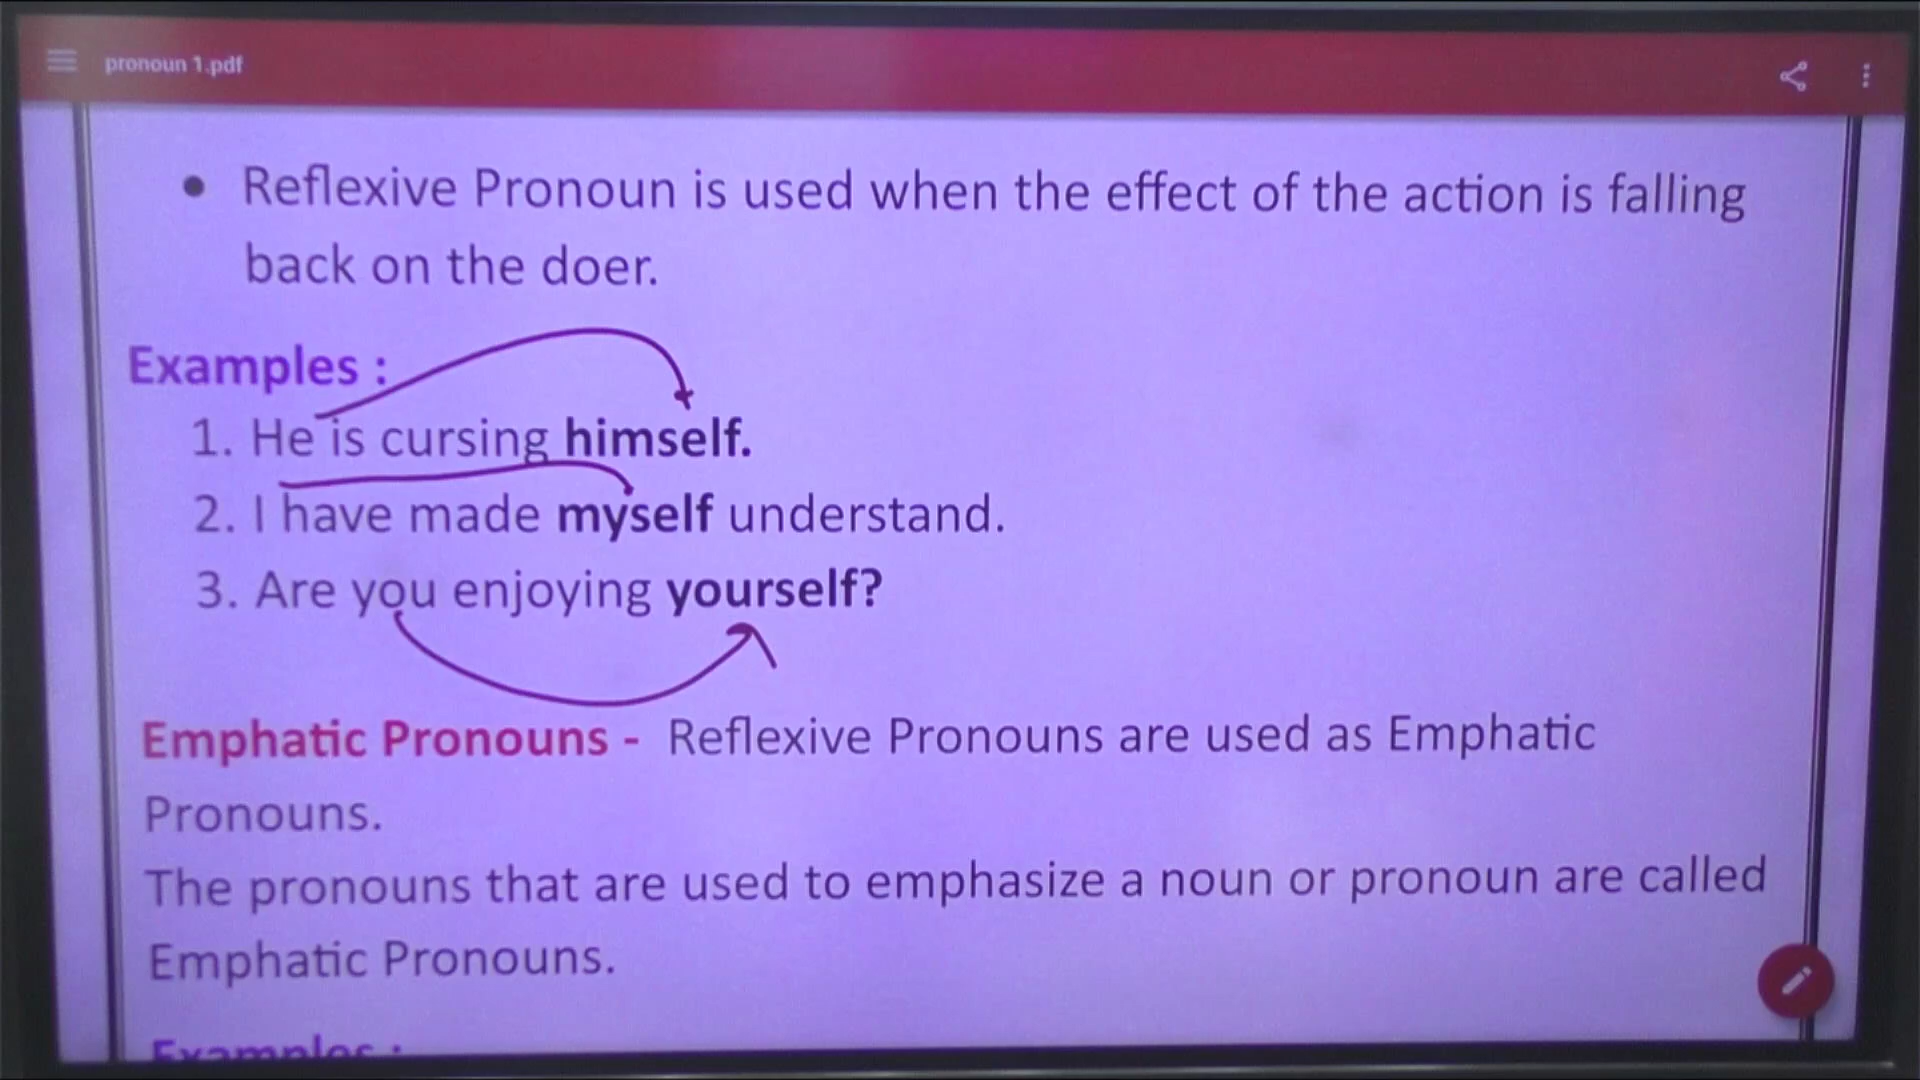 pronoun 1.pdf
• Reflexive Pronoun is used when the effect of the action is falling
back on the doer.
Examples :
1. He is cursing himself.
2. I have made myself understand.
3. Are you enjoying yourself?
Emphatic Pronouns - Reflexive Pronouns are used as Emphatic
Pronouns.
The pronouns that are used to emphasize a noun or pronoun are called
Emphatic Pronouns.
Examples :